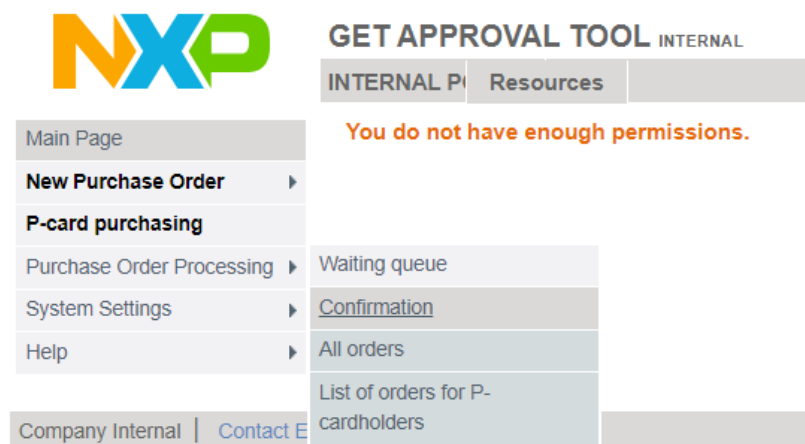 NXP
GET APPROVAL TOOL INTERNAL
INTERNAL Resources
You do not have enough permissions.
Main Page
New Purchase Order
P-card purchasing
Purchase Order Processing
System Settings
Help
Waiting queue
Confirmation
All orders
List of orders for P-
cardholders
Company Internal | Contact